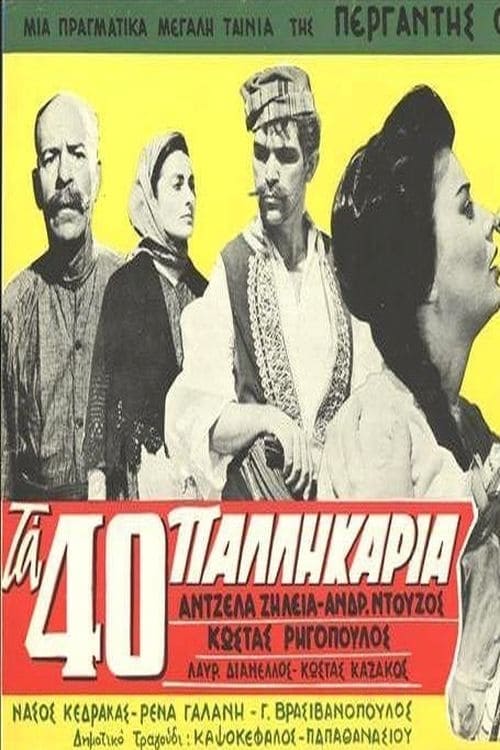 ΜΙΑ ΠΡΑΓΜΑΤΙΚΑ ΜΕΓΑΛΗ ΤΑΙΝΙΑ ΤΗΣ ΠΕΡΓΑΝΤΗΣ
Τά 40 ΠΑΛΛΗΚΑΡΙΑ
ΑΝΤΖΕΛΑ ΖΗΛΕΙΑ-ΑΝΔΡ. ΝΤΟΥΖΟΣ
ΚΩΣΤΑΣ ΡΗΓΟΠΟΥΛΟΣ
ΛΑΥΡ. ΔΙΑΝΕΛΛΟΣ-ΚΩΣΤΑΣ ΚΑΖΑΚΟΣ
ΝΑΣΟΣ ΚΕΔΡΑΚΑΣ-ΡΕΝΑ ΓΑΛΑΝΗ-Γ. ΒΡΑΣΙΒΑΝΟΠΟΥΛΟΣ
Δημοτικό Τραγούδι: ΚΑΨΟΚΕΦΑΛΟΣ-ΠΑΠΑΘΑΝΑΣΙΟΥ